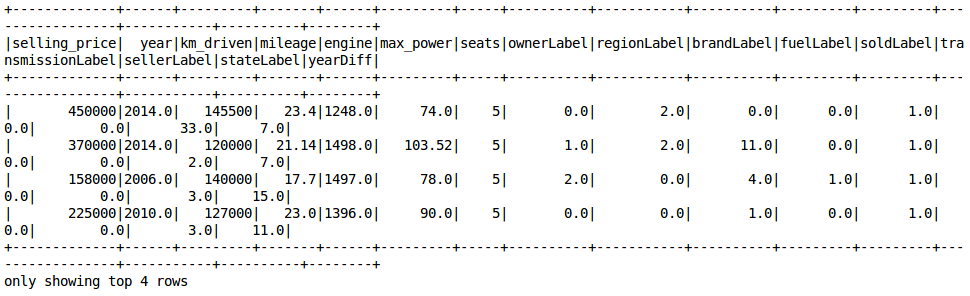 +-------------+------+---------+-------+------+---------+-----+----------+-----------+----------+---------+---------+---
--------------+-----------+----------+--------+
|selling_price|  year|km_driven|mileage|engine|max_power|seats|ownerLabel|regionLabel|brandLabel|fuelLabel|soldLabel|tra
nsmissionLabel|sellerLabel|stateLabel|yearDiff|
+-------------+------+---------+-------+------+---------+-----+----------+-----------+----------+---------+---------+---
--------------+-----------+----------+--------+
|       450000|2014.0|   145500|   23.4|1248.0|     74.0|    5|       0.0|        2.0|       0.0|      0.0|      1.0|
0.0|        0.0|      33.0|     7.0|
|       370000|2014.0|   120000|  21.14|1498.0|   103.52|    5|       1.0|        2.0|      11.0|      0.0|      1.0|
0.0|        0.0|       2.0|     7.0|
|       158000|2006.0|   140000|   17.7|1497.0|     78.0|    5|       2.0|        0.0|       4.0|      1.0|      1.0|
0.0|        0.0|       3.0|    15.0|
|       225000|2010.0|   127000|   23.0|1396.0|     90.0|    5|       0.0|        0.0|       1.0|      0.0|      1.0|
0.0|        0.0|       3.0|    11.0|
+-------------+------+---------+-------+------+---------+-----+----------+-----------+----------+---------+---------+---
--------------+-----------+----------+--------+
only showing top 4 rows